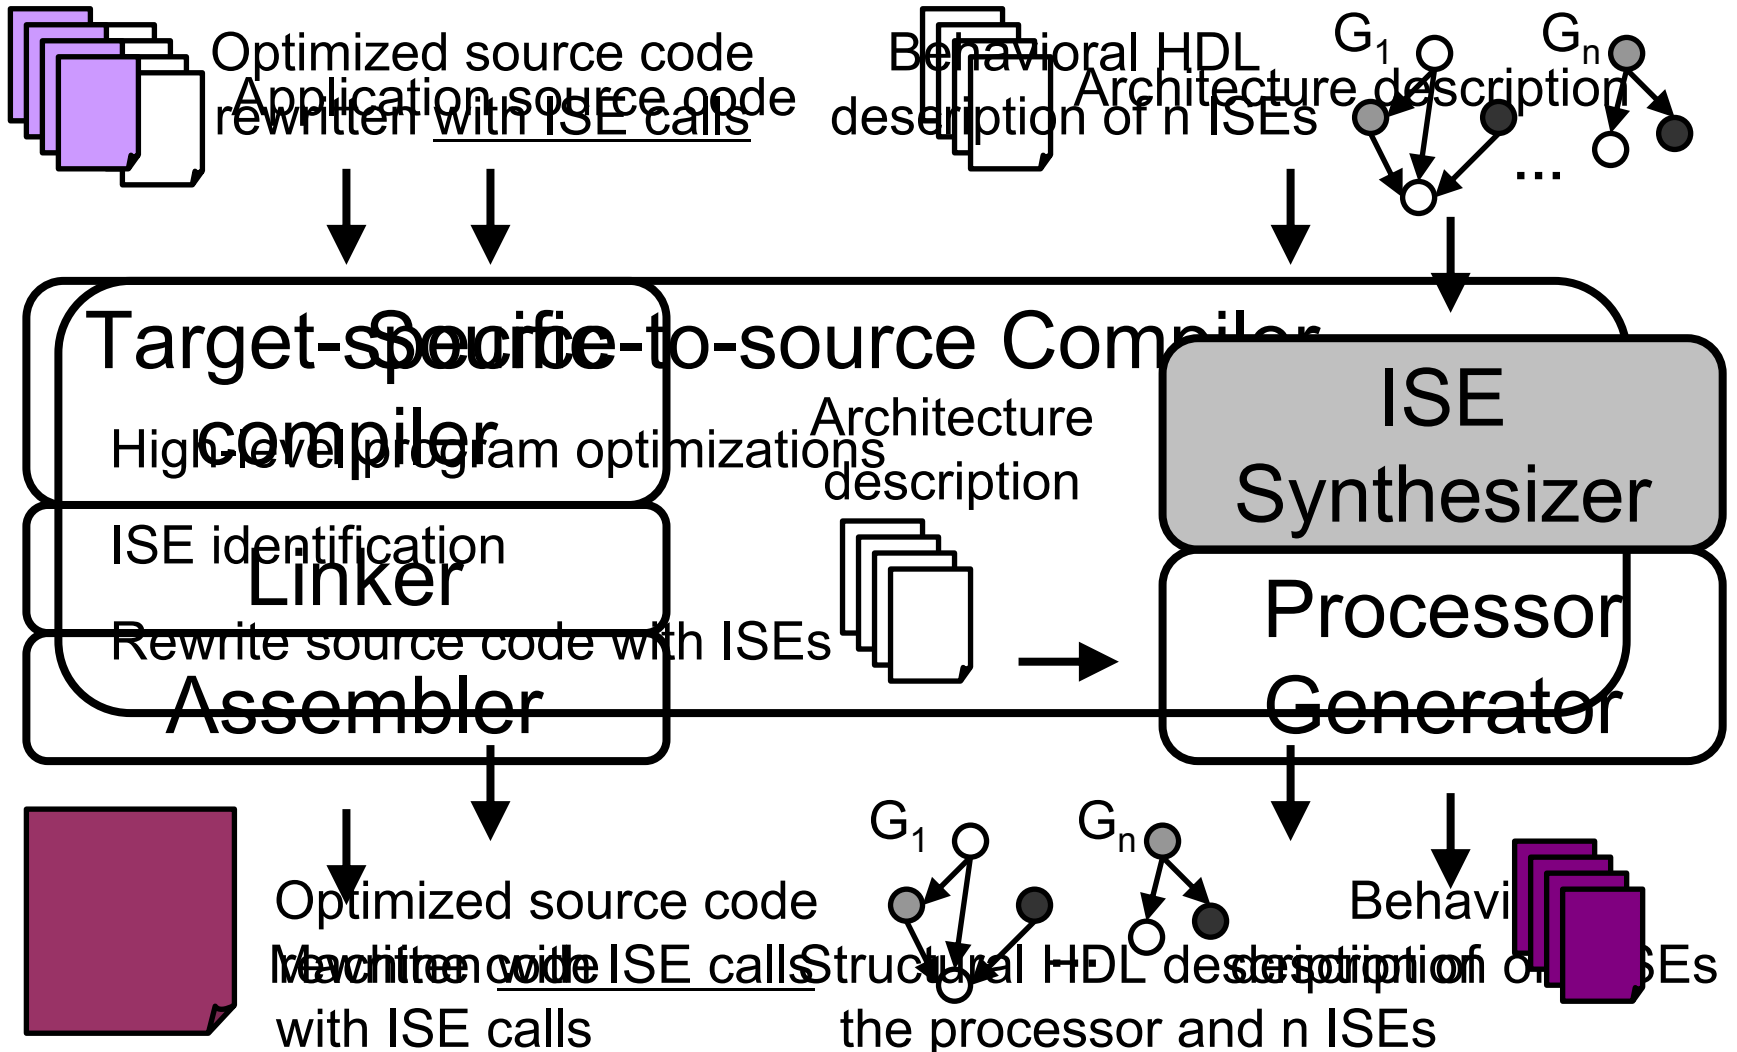 Optimized source code
rewritten with ISE calls
Application source code
Behavioral HDL
description of n ISEs
Architecture description
G1
Gn
...
Target-specific
compiler
Source-to-source Compiler
High-level program optimizations
ISE identification
Rewrite source code with ISEs
Linker
Assembler
Architecture
description
ISE
Synthesizer
Processor
Generator
G1
Gn
...
Optimized source code
rewritten with ISE calls
Machine code
with ISE calls
Structural HDL description of
the processor and n ISEs
Behavi
description of
SEs